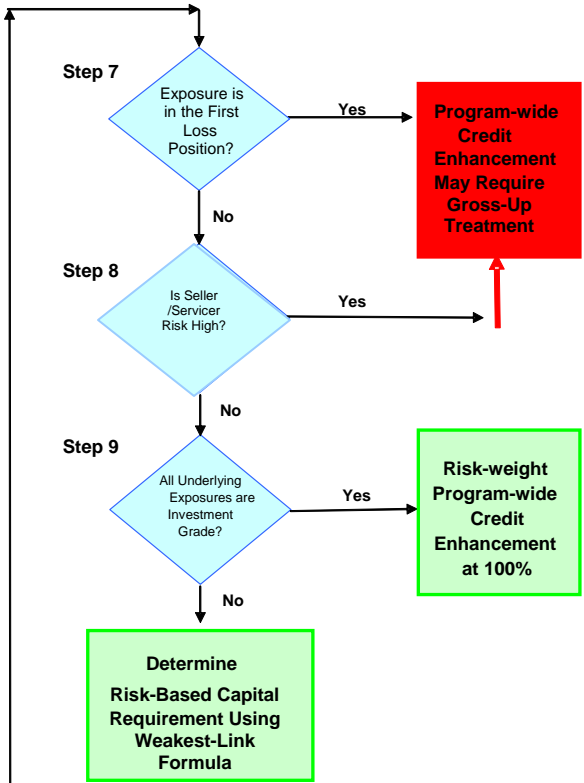 Step 7
Exposure is
in the First
Loss
Position?
Yes
Program-wide
Credit
Enhancement
May Require
Gross-Up
Treatment
No
Step 8
Is Seller
/Servicer
Risk High?
Yes
No
Step 9
All Underlying
Exposures are
Investment
Grade?
Yes
Risk-weight
Program-wide
Credit
Enhancement
at 100%
No
Determine
Risk-Based Capital
Requirement Using
Weakest-Link
Formula